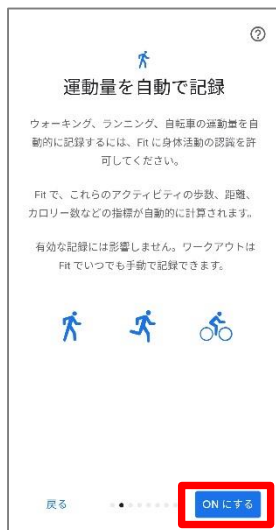 運動量を自動で記録
ウォーキング、ランニング、自転車の運動量を自
動的に記録するには、Fit に身体活動の認識を許
可してください。
Fit で、これらのアクティビティの歩数、距離、
カロリー数などの指標が自動的に計算されます。
有効な記録には影響しません。ワークアウトは
Fit でいつでも手動で記録できます。
戻る
ON にする